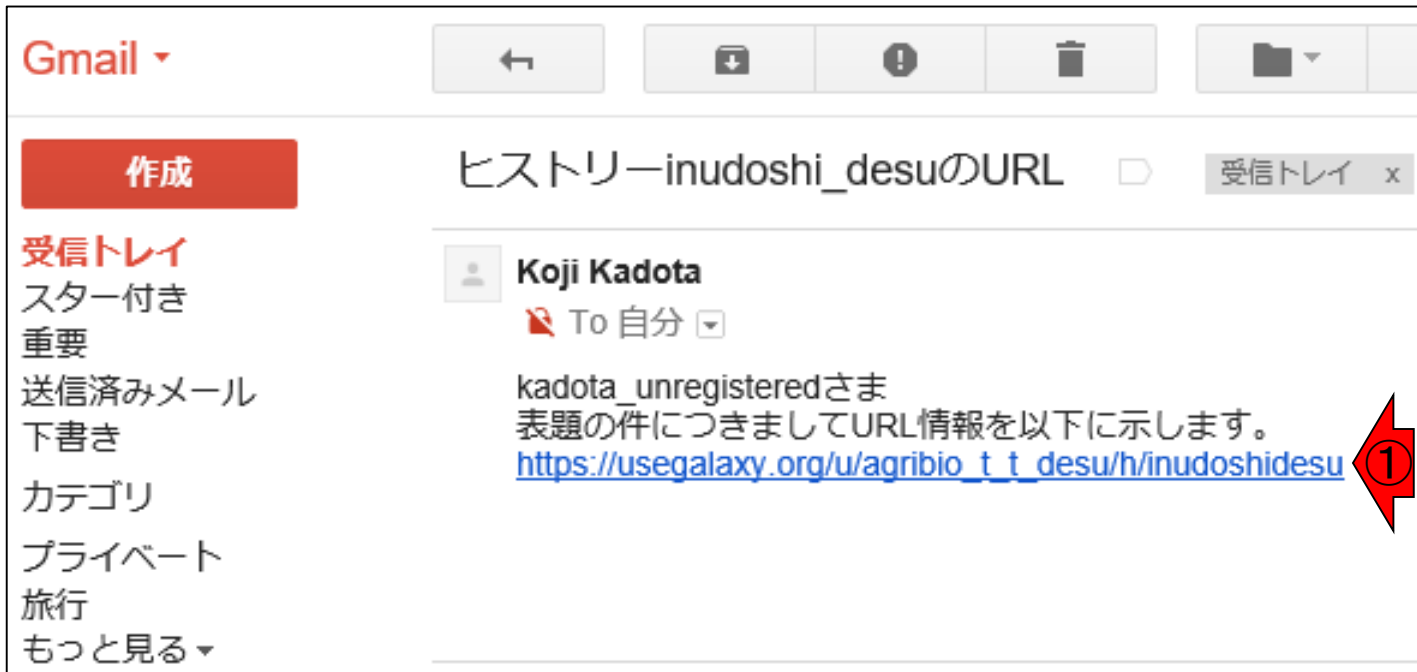 Gmail
作成
受信トレイ
スター付き
重要
送信済みメール
下書き
カテゴリ
プライベート
旅行
もっと見る
ヒストリーinudoshi_desuのURL
受信トレイ x
Koji Kadota
To 自分
kadota_unregisteredさま
表題の件につきましてURL情報を以下に示します。
https://usegalaxy.org/u/agribio_t_t_desu/h/inudoshidesu
①